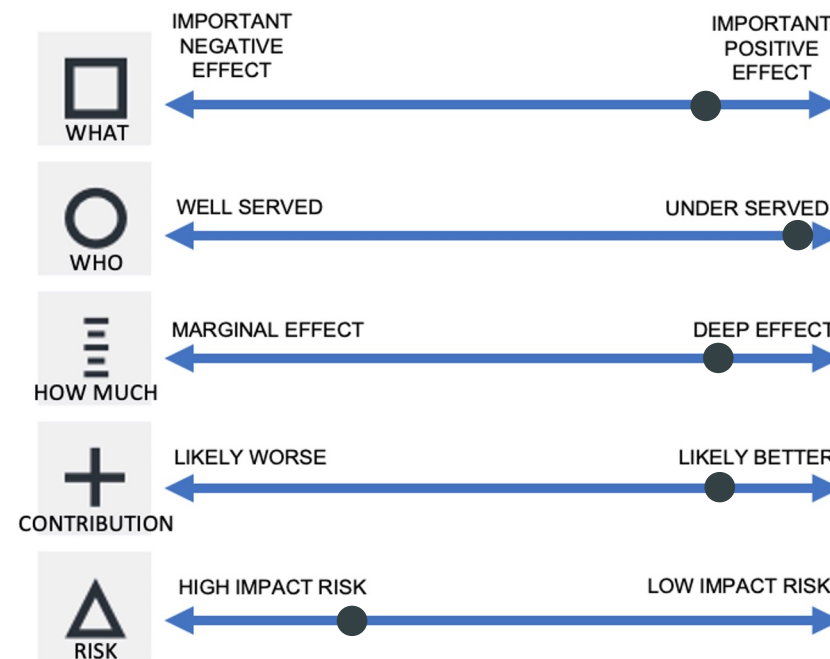 IMPORTANT
NEGATIVE
EFFECT
IMPORTANT
POSITIVE
EFFECT
WHAT
WELL SERVED
UNDER SERVED
WHO
MARGINAL EFFECT
DEEP EFFECT
HOW MUCH
LIKELY WORSE
LIKELY BETTER
CONTRIBUTION
HIGH IMPACT RISK
LOW IMPACT RISK
RISK